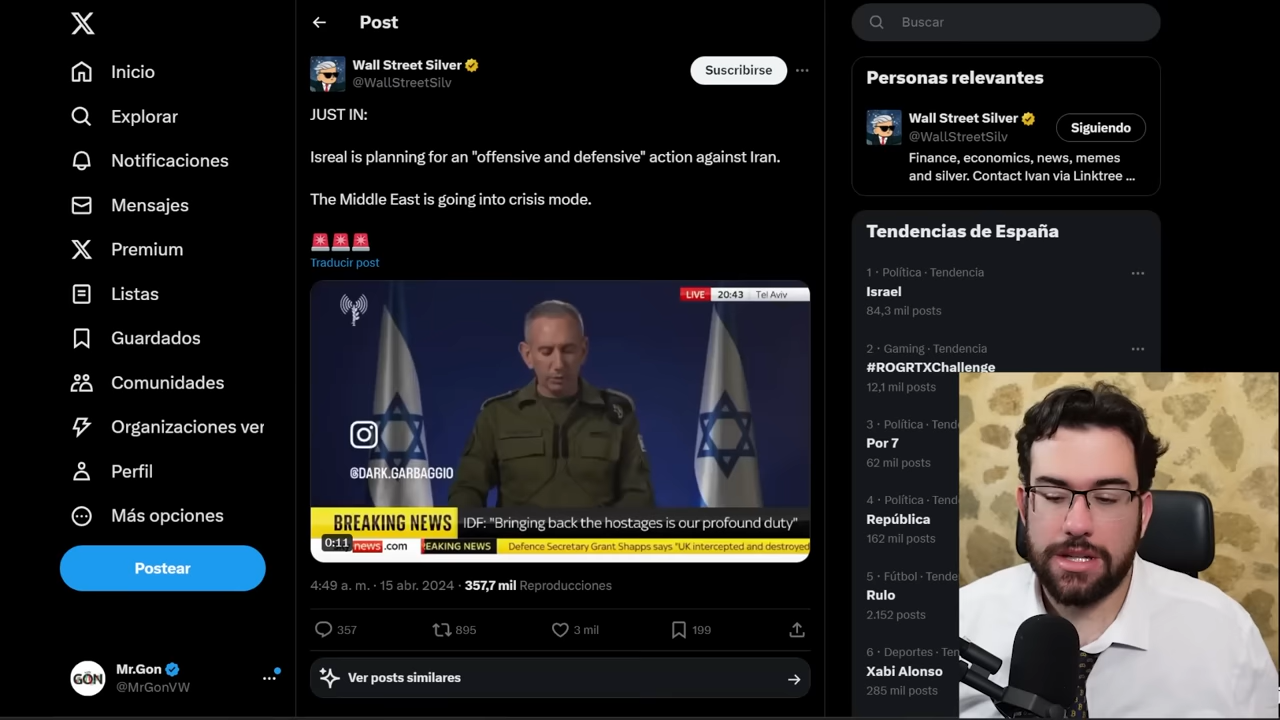 Inicio
Explorar
Notificaciones
Mensajes
Premium
Listas
Guardados
Comunidades
Organizaciones ver
Perfil
Más opciones
Postear
GON
Mr.Gon
@MrGonVW
Post
Wall Street Silver
@WallStreetSilv
Suscribirse
JUST IN:
Isreal is planning for an "offensive and defensive" action against Iran.
The Middle East is going into crisis mode.
Traducir post
LIVE 20:43 Tel Aviv
@DARK.GARBAGGIO
BREAKING NEWS IDF: "Bringing back the hostages is our profound duty"
0:11 news.com EAKING NEWS Defence Secretary Grant Shapps says "UK intercepted and destroyed
4:49 a. m. · 15 abr. 2024 · 357,7 mil Reproducciones
357 895 3 mil 199
Ver posts similares
Buscar
Personas relevantes
Wall Street Silver
@WallStreetSilv
Siguiendo
Finance, economics, news, memes
and silver. Contact Ivan via Linktree ...
Tendencias de España
1 · Política · Tendencia
Israel
84,3 mil posts
2 · Gaming · Tendencia
#ROGRTXChallenge
12,1 mil posts
3 · Política · Tend
Por 7
62 mil posts
4 · Política · Tend
República
162 mil posts
5 · Fútbol · Tende
Rulo
2.152 posts
6 · Deportes · Ten
Xabi Alonso
285 mil posts